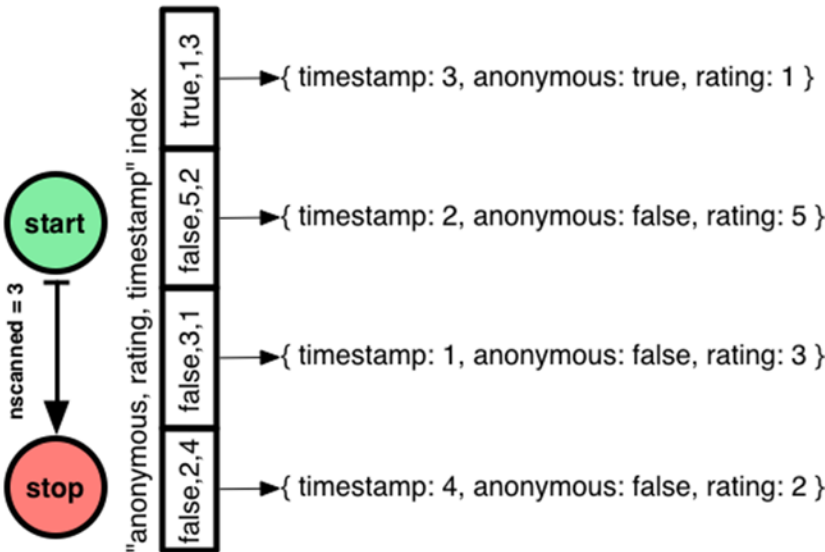 start
nscanned = 3
stop
"anonymous, rating, timestamp" index
true,1,3
{ timestamp: 3, anonymous: true, rating: 1 }
false,5,2
{ timestamp: 2, anonymous: false, rating: 5 }
false,3,1
{ timestamp: 1, anonymous: false, rating: 3 }
false,2,4
{ timestamp: 4, anonymous: false, rating: 2 }